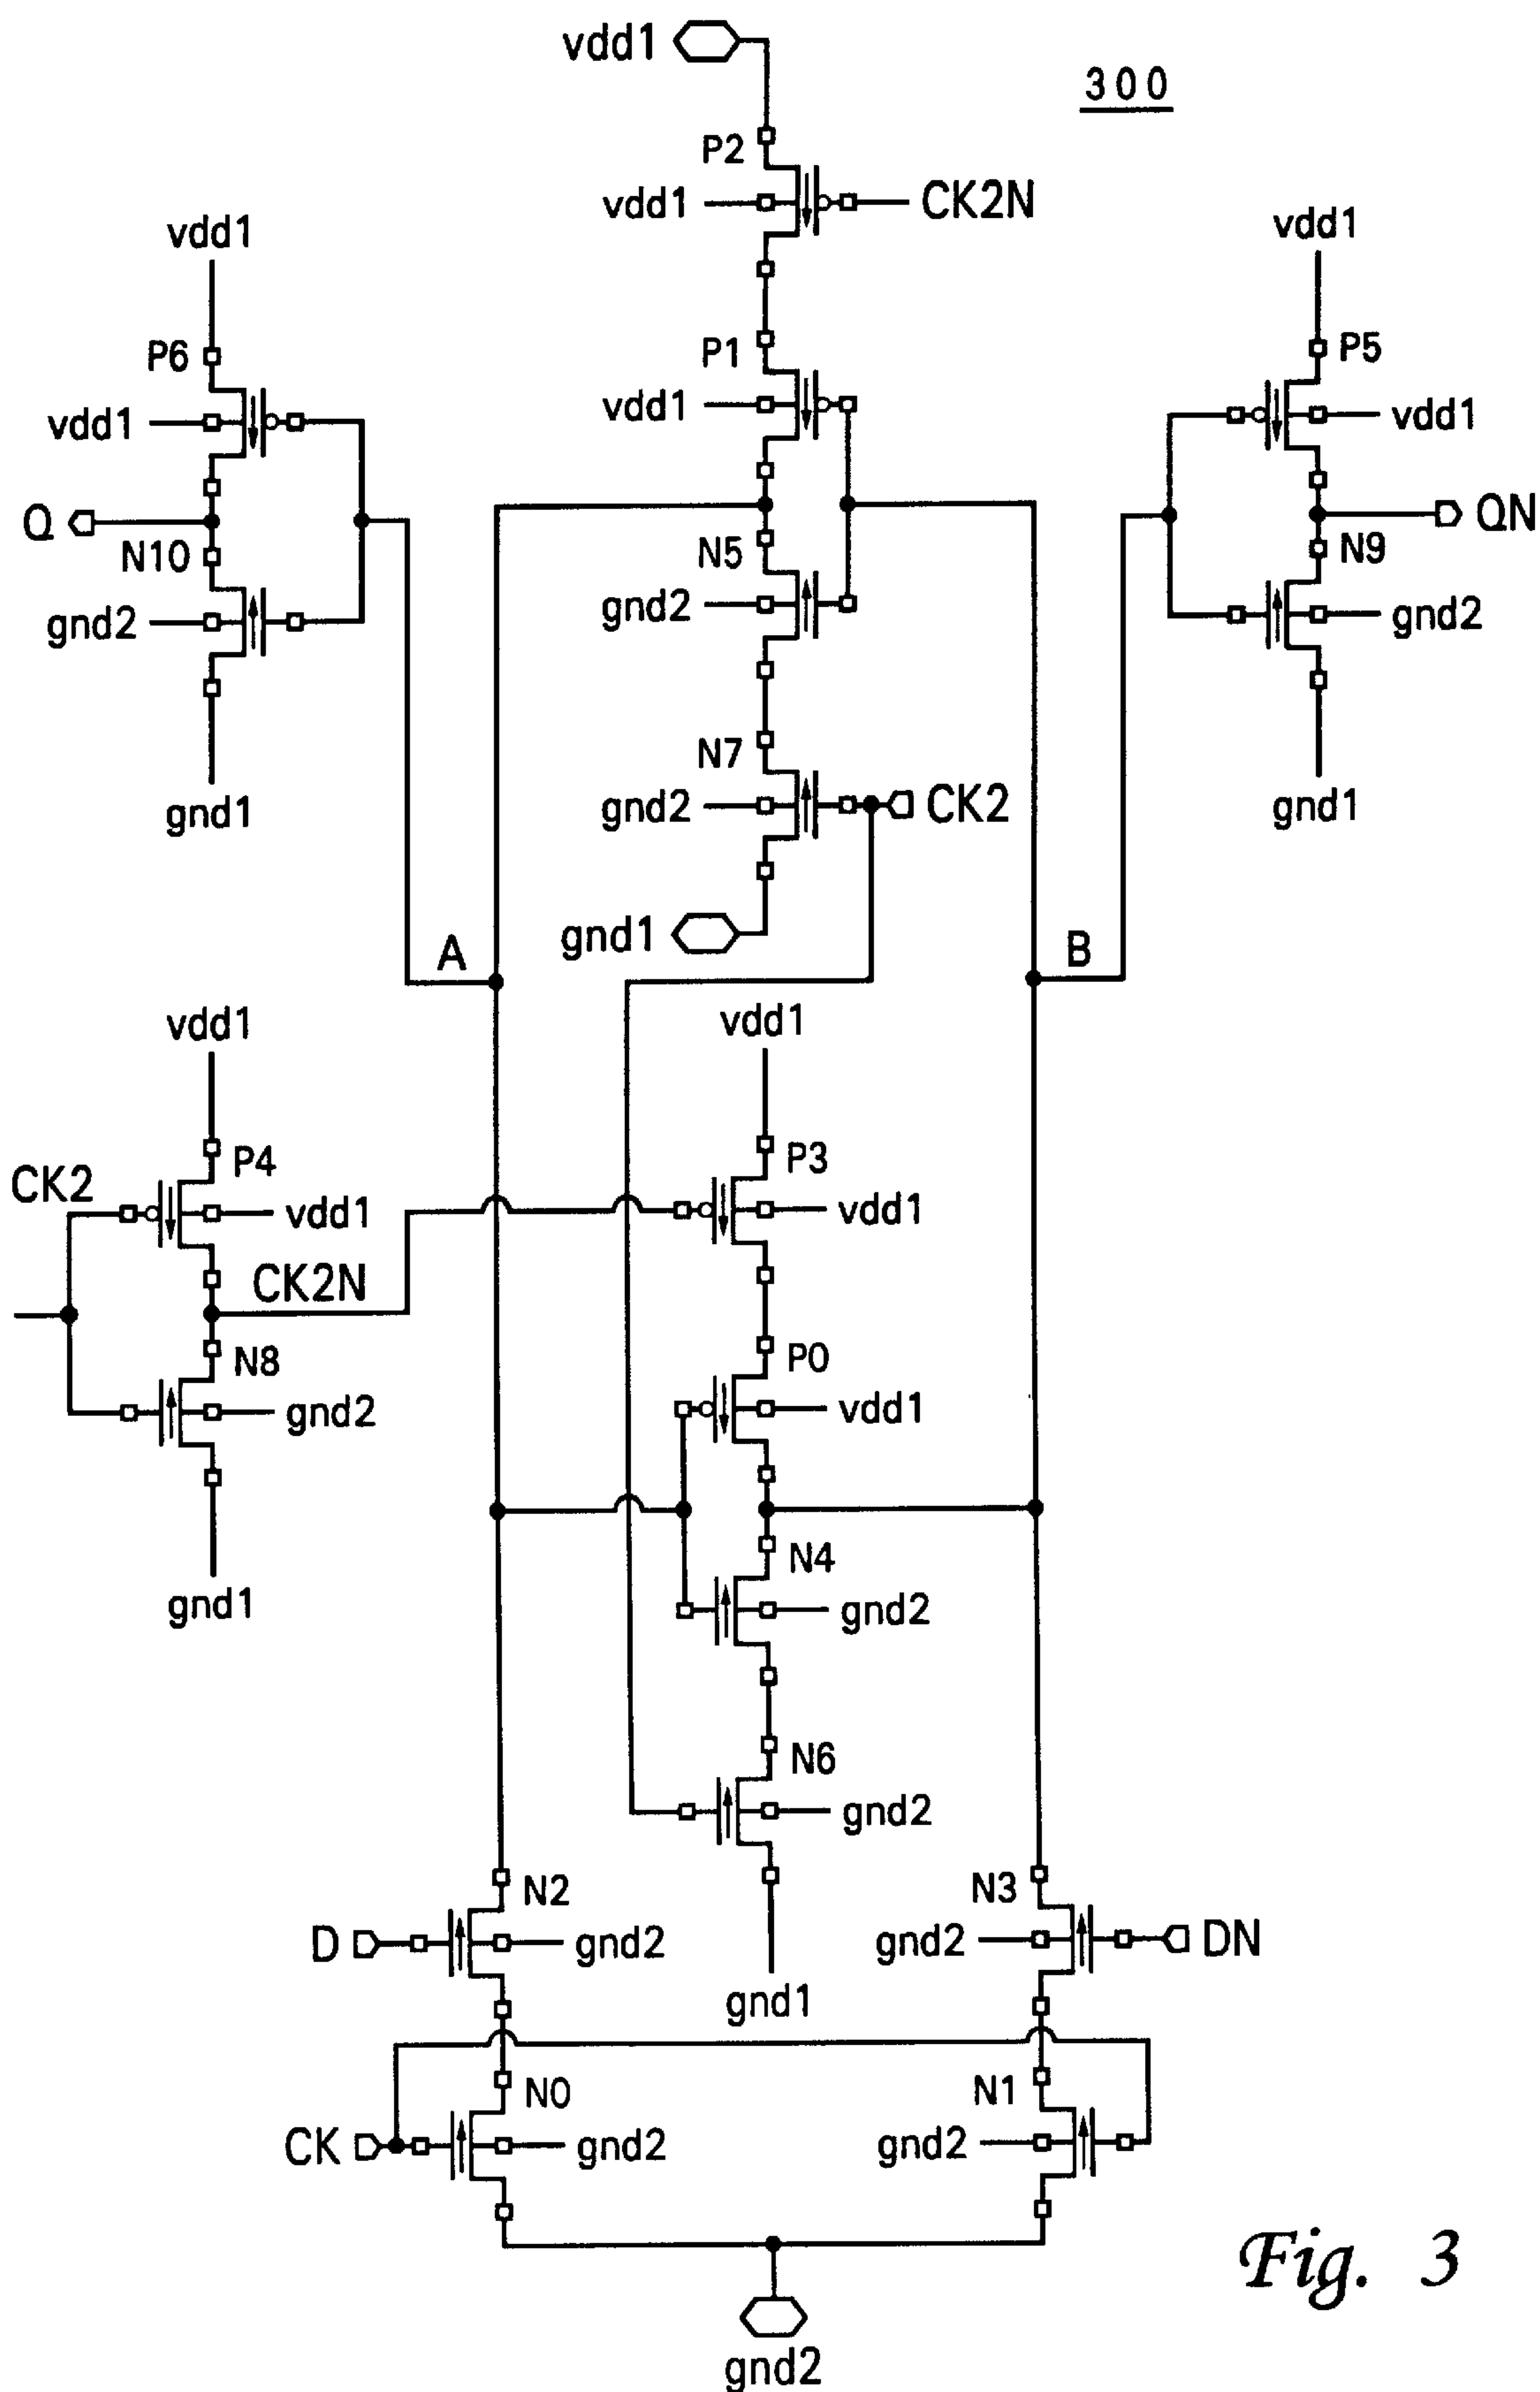 vdd1
300
P2
vdd1
CK2N
vdd1
vdd1
P6
P1
P5
vdd1
vdd1
vdd1
Q
N10
N5
QN
N9
gnd2
gnd2
gnd2
N7
gnd1
gnd2
CK2
gnd1
gnd1
A
B
vdd1
vdd1
CK2
P4
P3
vdd1
vdd1
CK2N
N8
P0
gnd2
vdd1
N4
gnd1
gnd2
N6
gnd2
N2
N3
D
gnd2
gnd2
DN
gnd1
N0
N1
CK
gnd2
gnd2
Fig. 3
gnd2